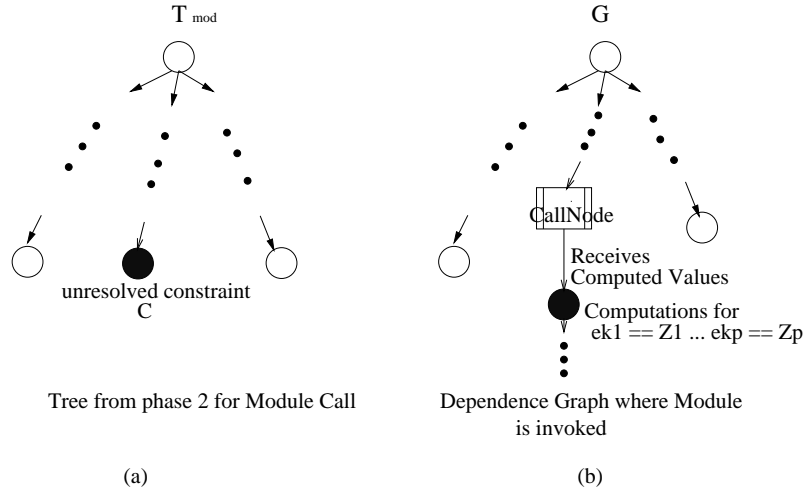 T mod
unresolved constraint
C
Tree from phase 2 for Module Call
(a)
G
CallNode
Receives
Computed Values
Computations for
ek1 == Z1 ... ekp == Zp
Dependence Graph where Module
is invoked
(b)